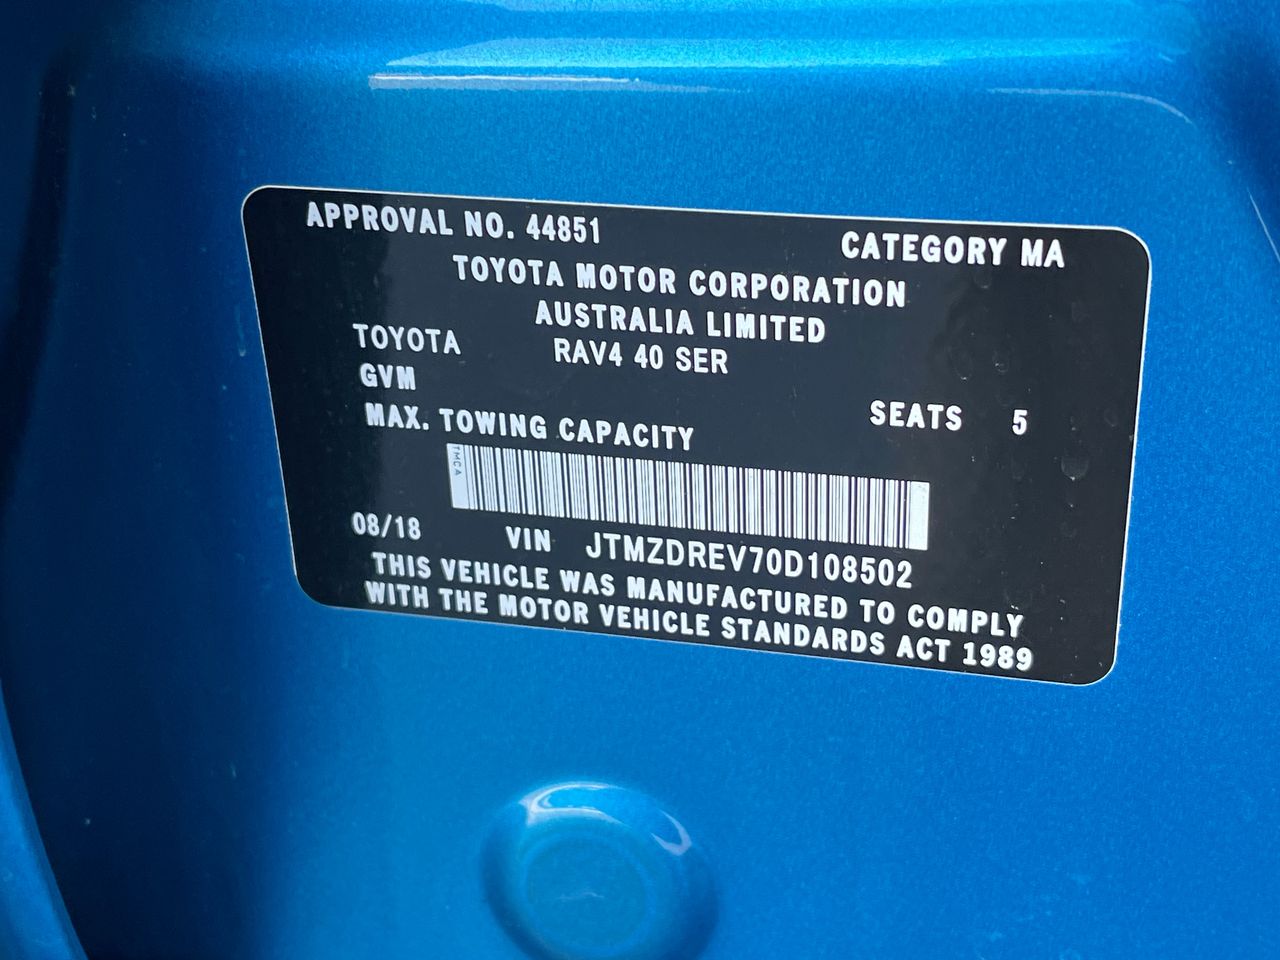 APPROVAL NO. 44851 CATEGORY MA
TOYOTA MOTOR CORPORATION
AUSTRALIA LIMITED
TOYOTA RAV4 40 SER
GVM
SEATS 5
MAX. TOWING CAPACITY
TMCA
08/18 VIN JTMZDREV70D108502
THIS VEHICLE WAS MANUFACTURED TO COMPLY
WITH THE MOTOR VEHICLE STANDARDS ACT 1989